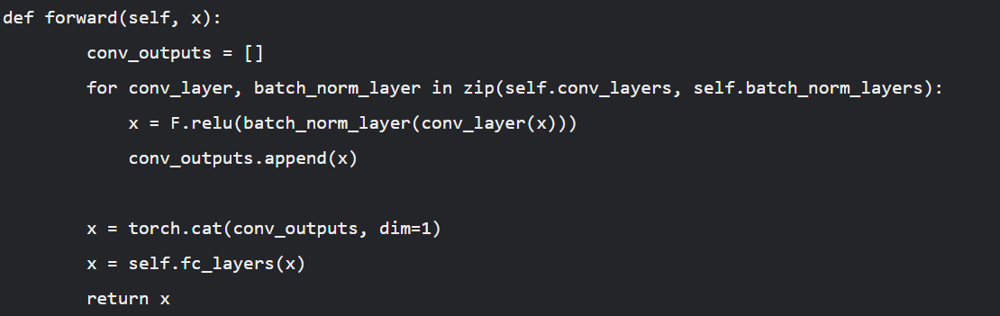 def forward(self, x):
        conv_outputs = []
        for conv_layer, batch_norm_layer in zip(self.conv_layers, self.batch_norm_layers):
            x = F.relu(batch_norm_layer(conv_layer(x)))
            conv_outputs.append(x)

        x = torch.cat(conv_outputs, dim=1)
        x = self.fc_layers(x)
        return x